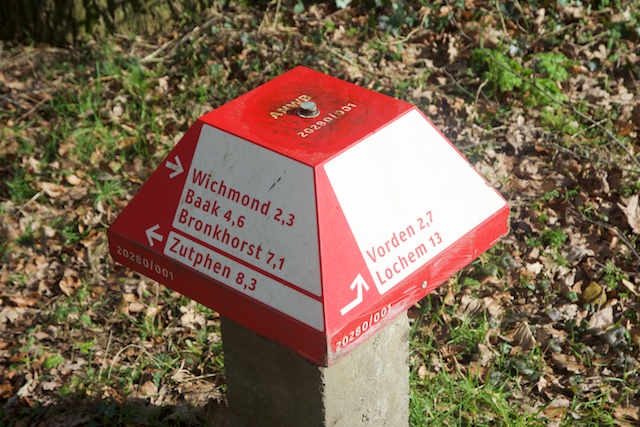 ANWB
20280/001
Wichmond 2,3
Baak 4,6
Bronkhorst 7,1
Zutphen 8,3
20280/001
Vorden 2,7
Lochem 13
20280/001